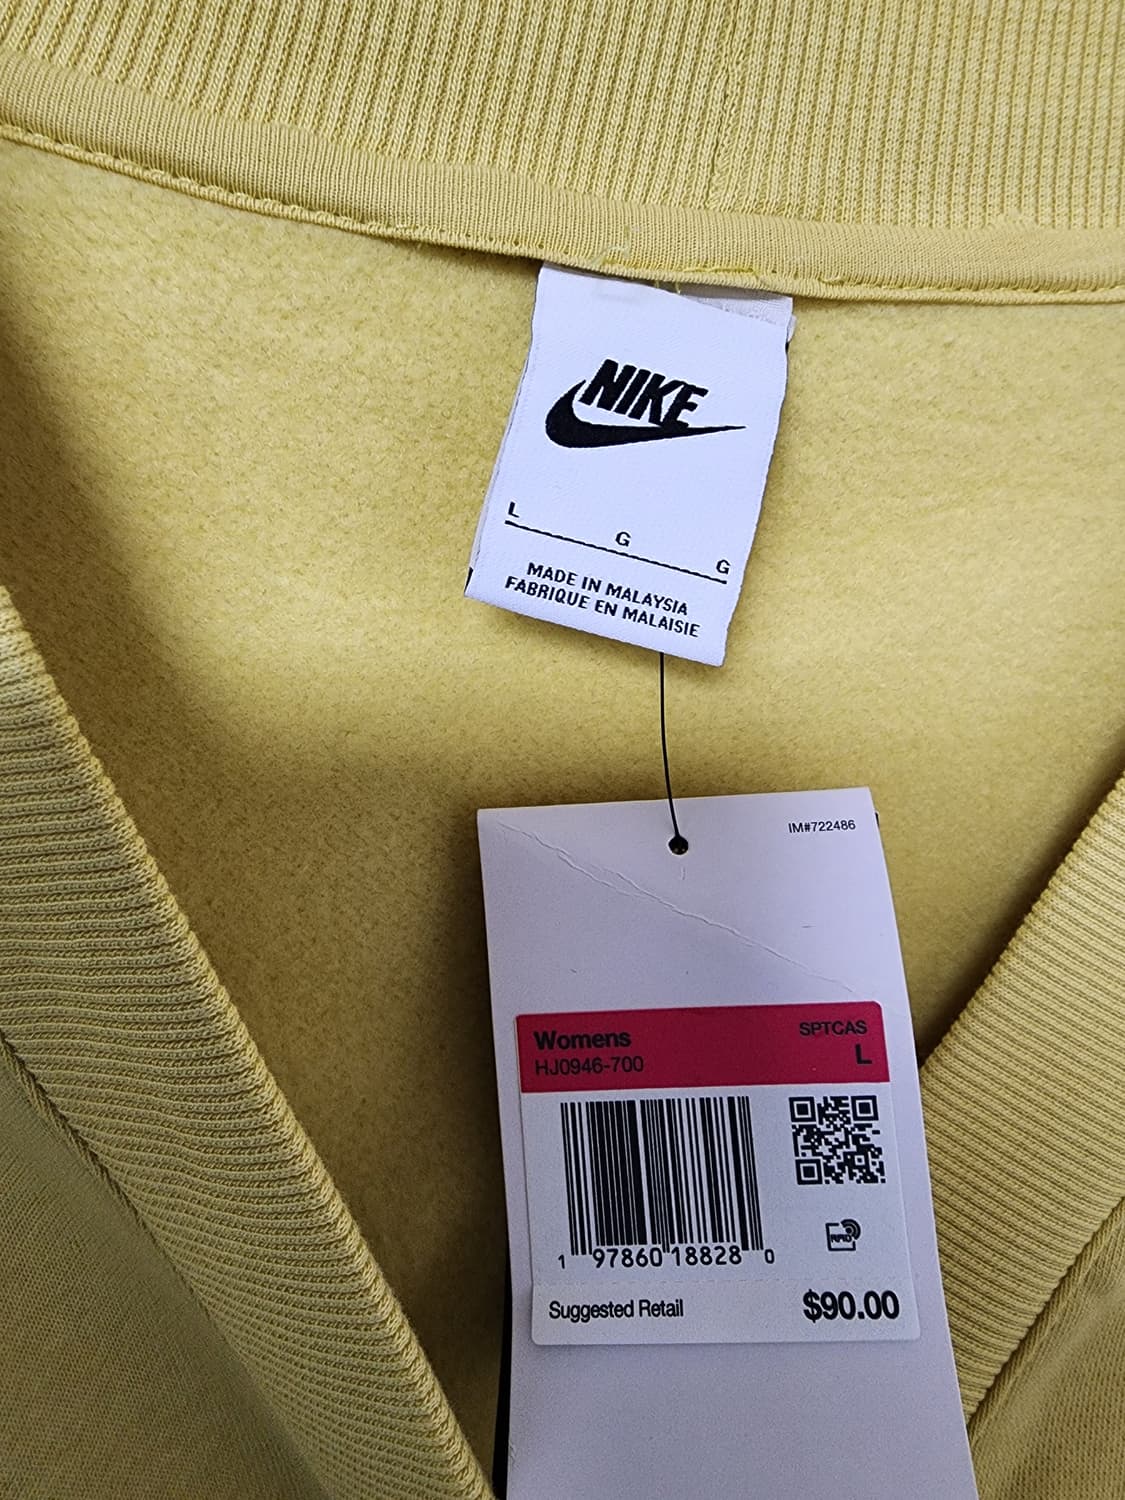 NIKE
L G G
MADE IN MALAYSIA
FABRIQUE EN MALAISIE
IM#722486
Womens SPTCAS
HJ0946-700 L
RFID
1 97860 18828 0
Suggested Retail $90.00